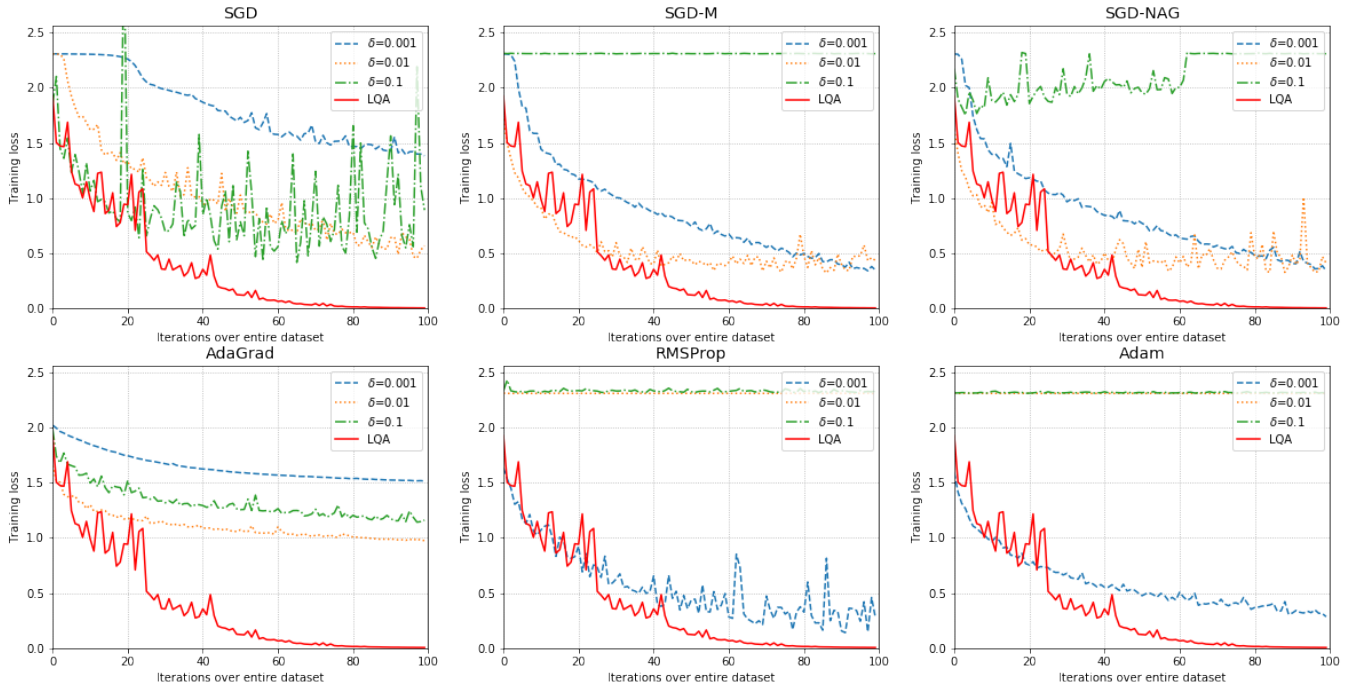 SGD
2.5
2.0
1.5
1.0
0.5
0.0
Training loss
δ=0.001
δ=0.01
δ=0.1
LQA
0 20 40 60 80 100
Iterations over entire dataset
SGD-M
2.5
2.0
1.5
1.0
0.5
0.0
Training loss
δ=0.001
δ=0.01
δ=0.1
LQA
0 20 40 60 80 100
Iterations over entire dataset
SGD-NAG
2.5
2.0
1.5
1.0
0.5
0.0
Training loss
δ=0.001
δ=0.01
δ=0.1
LQA
0 20 40 60 80 100
Iterations over entire dataset
AdaGrad
2.5
2.0
1.5
1.0
0.5
0.0
Training loss
δ=0.001
δ=0.01
δ=0.1
LQA
0 20 40 60 80 100
Iterations over entire dataset
RMSProp
2.5
2.0
1.5
1.0
0.5
0.0
Training loss
δ=0.001
δ=0.01
δ=0.1
LQA
0 20 40 60 80 100
Iterations over entire dataset
Adam
2.5
2.0
1.5
1.0
0.5
0.0
Training loss
δ=0.001
δ=0.01
δ=0.1
LQA
0 20 40 60 80 100
Iterations over entire dataset